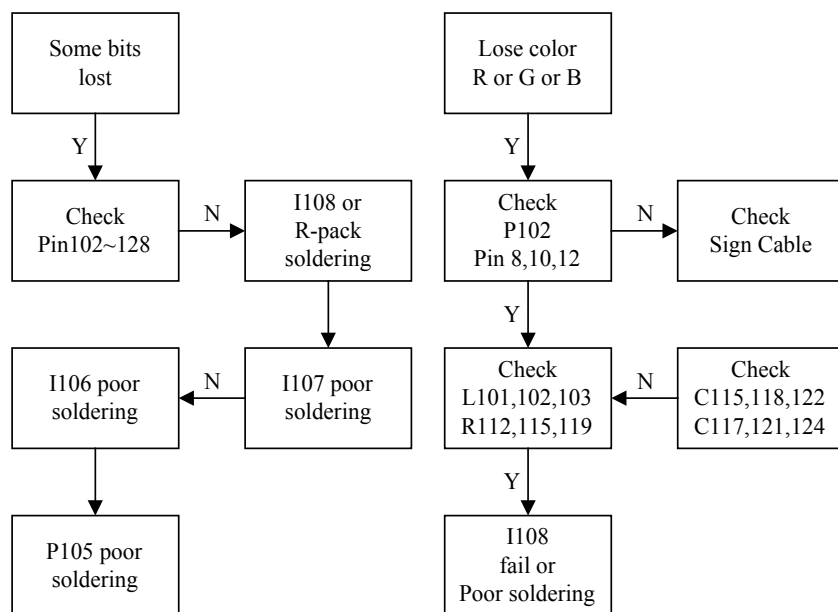 Some bits
lost
Y
Check
Pin102~128
N
I108 or
R-pack
soldering
I107 poor
soldering
N
I106 poor
soldering
P105 poor
soldering
Lose color
R or G or B
Y
Check
P102
Pin 8,10,12
N
Check
Sign Cable
Y
Check
L101,102,103
R112,115,119
N
Check
C115,118,122
C117,121,124
Y
I108
fail or
Poor soldering